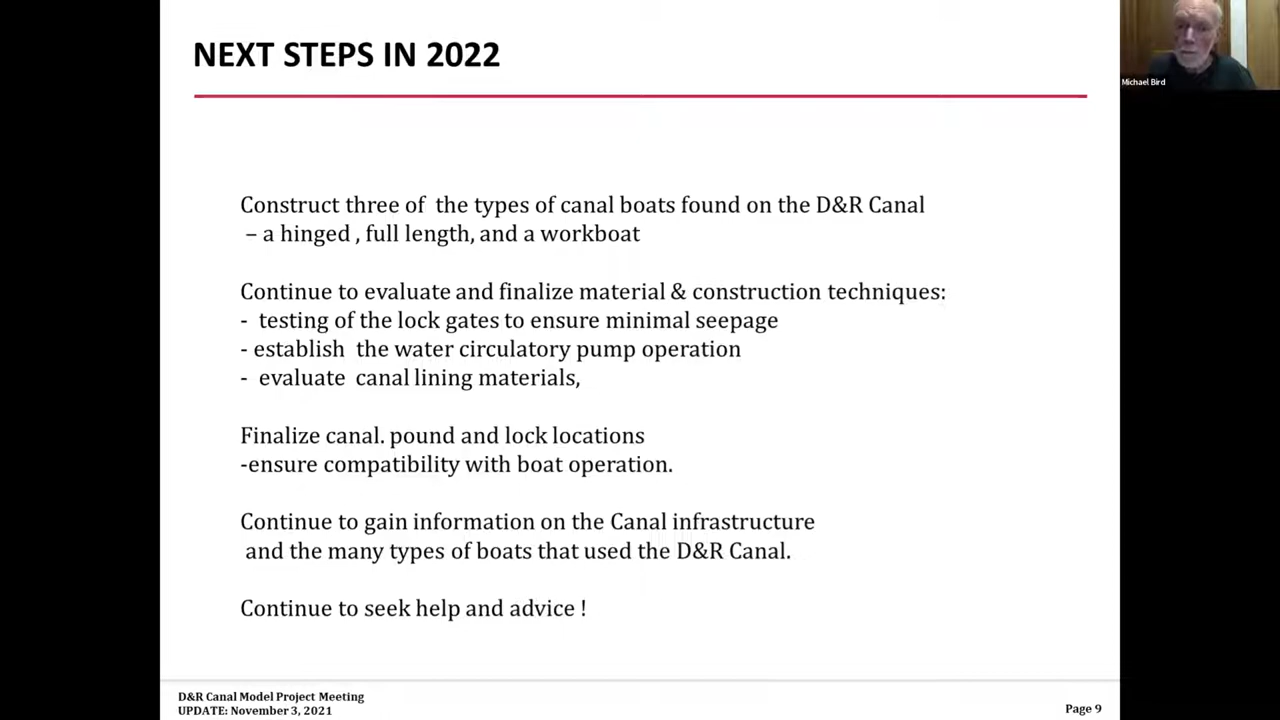 NEXT STEPS IN 2022
Michael Bird
Construct three of  the types of canal boats found on the D&R Canal
– a hinged , full length, and a workboat
Continue to evaluate and finalize material & construction techniques:
-  testing of the lock gates to ensure minimal seepage
- establish  the water circulatory pump operation
-  evaluate  canal lining materials,
Finalize canal. pound and lock locations
-ensure compatibility with boat operation.
Continue to gain information on the Canal infrastructure
and the many types of boats that used the D&R Canal.
Continue to seek help and advice !
D&R Canal Model Project Meeting
UPDATE: November 3, 2021
Page 9